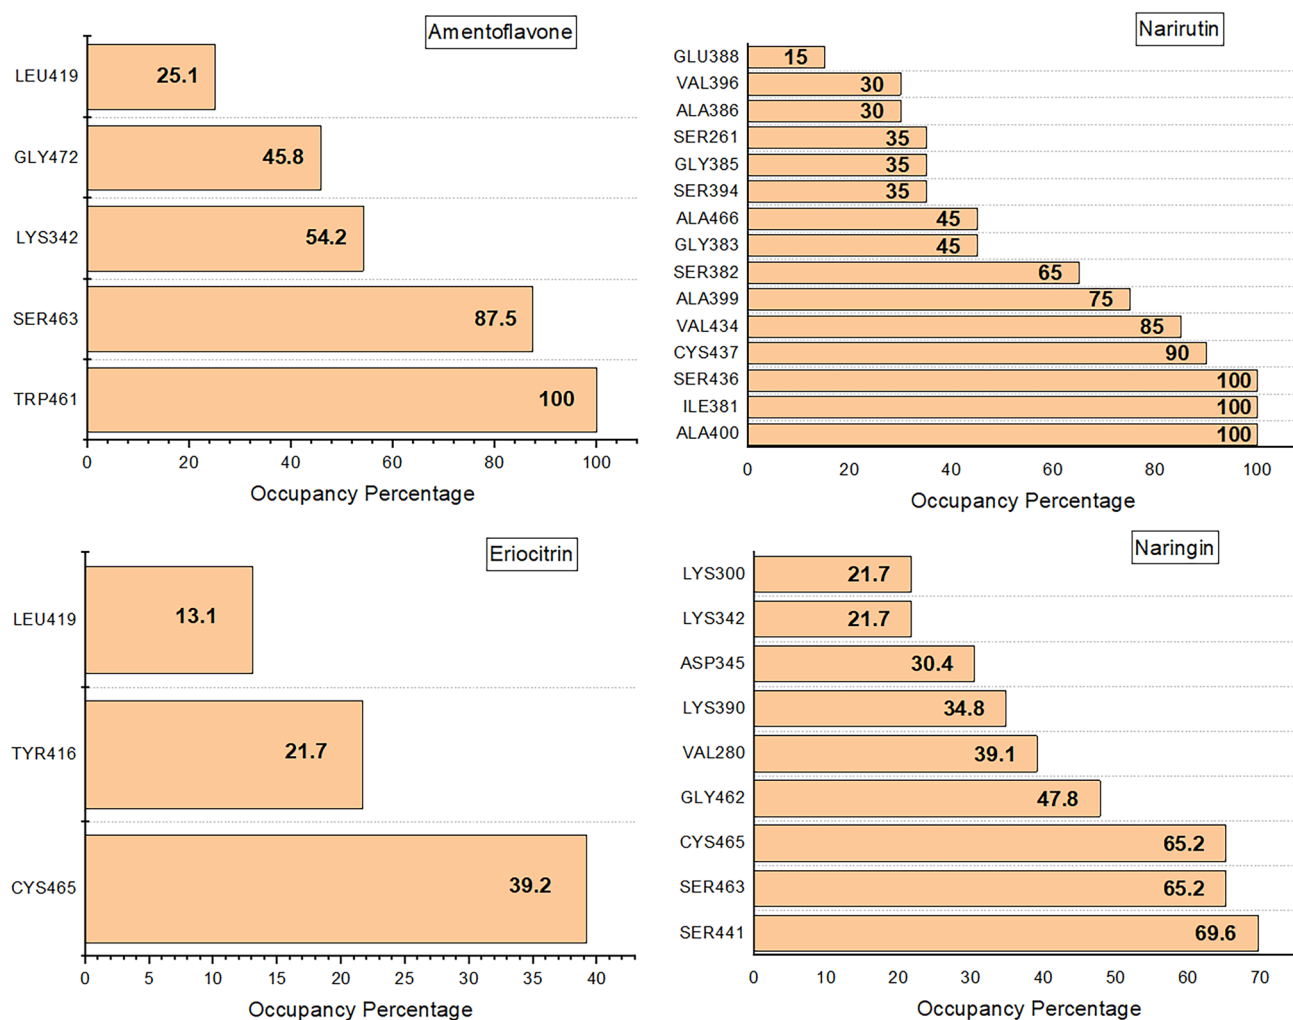 Amentoflavone
LEU419 25.1
GLY472 45.8
LYS342 54.2
SER463 87.5
TRP461 100
0 20 40 60 80 100
Occupancy Percentage
Narirutin
GLU388 15
VAL396 30
ALA386 30
SER261 35
GLY385 35
SER394 35
ALA466 45
GLY383 45
SER382 65
ALA399 75
VAL434 85
CYS437 90
SER436 100
ILE381 100
ALA400 100
0 20 40 60 80 100
Occupancy Percentage
Eriocitrin
LEU419 13.1
TYR416 21.7
CYS465 39.2
0 5 10 15 20 25 30 35 40
Occupancy Percentage
Naringin
LYS300 21.7
LYS342 21.7
ASP345 30.4
LYS390 34.8
VAL280 39.1
GLY462 47.8
CYS465 65.2
SER463 65.2
SER441 69.6
0 10 20 30 40 50 60 70
Occupancy Percentage